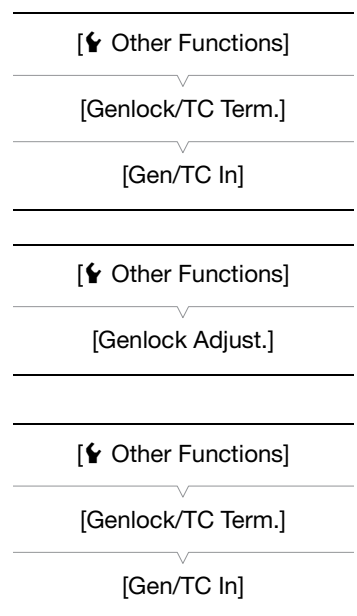 [Other Functions]
[Genlock/TC Term.]
[Gen/TC In]
[Other Functions]
[Genlock Adjust.]
[Other Functions]
[Genlock/TC Term.]
[Gen/TC In]